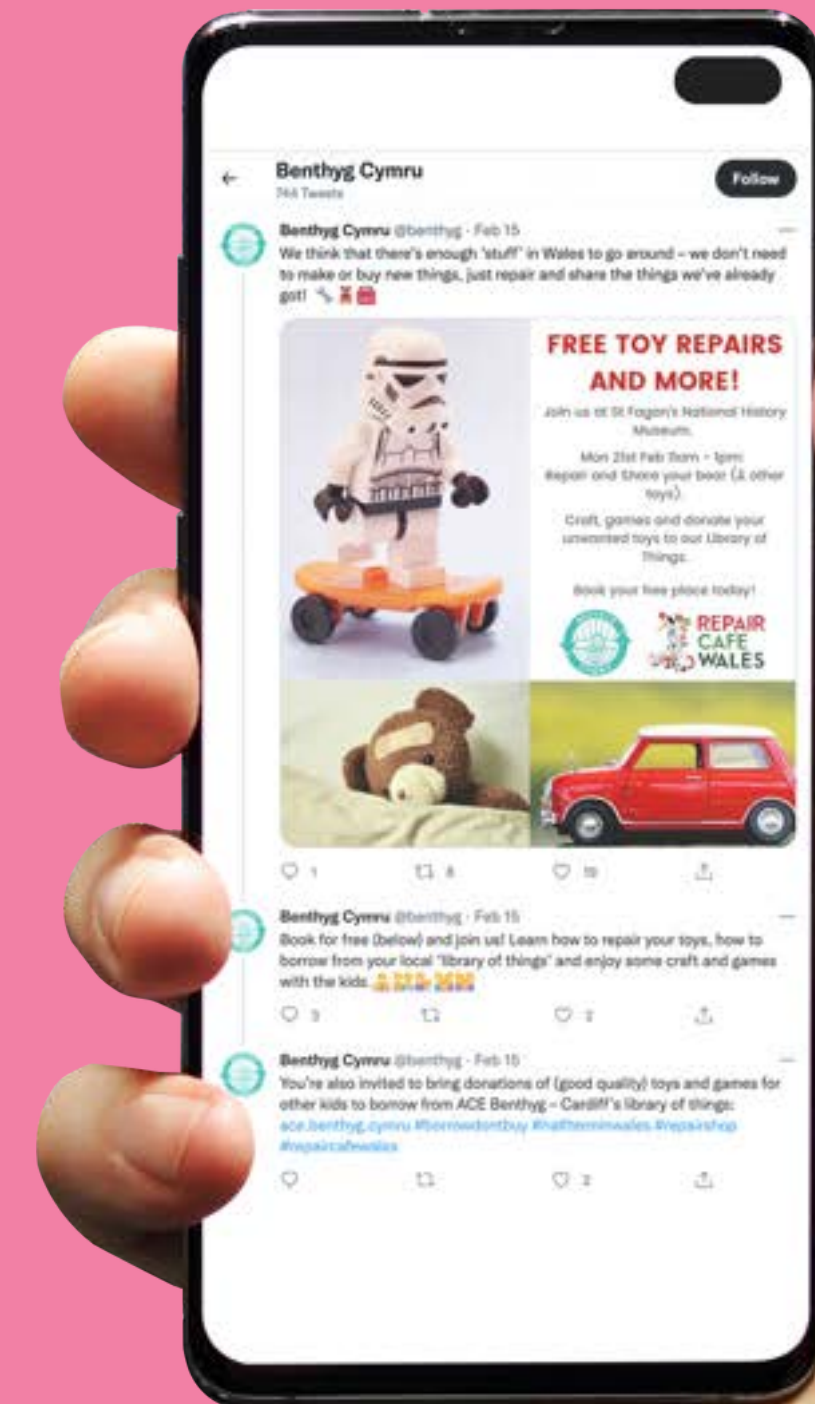 Benthyg Cymru
744 Tweets
Follow
Benthyg Cymru @benthyg · Feb 15
We think that there's enough 'stuff' in Wales to go around – we don't need
to make or buy new things, just repair and share the things we've already
got!
FREE TOY REPAIRS
AND MORE!
Join us at St Fagan's National History
Museum.
Mon 21st Feb 11am - 1pm
Repair and Share your bear (& other
toys).
Craft, games and donate your
unwanted toys to our Library of
Things.
Book your free place today!
REPAIR
CAFE
WALES
1 8 19
Benthyg Cymru @benthyg · Feb 15
Book for free (below) and join us! Learn how to repair your toys, how to
borrow from your local "library of things" and enjoy some craft and games
with the kids.
3 2
Benthyg Cymru @benthyg · Feb 15
You're also invited to bring donations of (good quality) toys and games for
other kids to borrow from ACE Benthyg – Cardiff's library of things:
ace.benthyg.cymru #borrowdontbuy #halfterminwales #repairshop
#repaircafewales
2